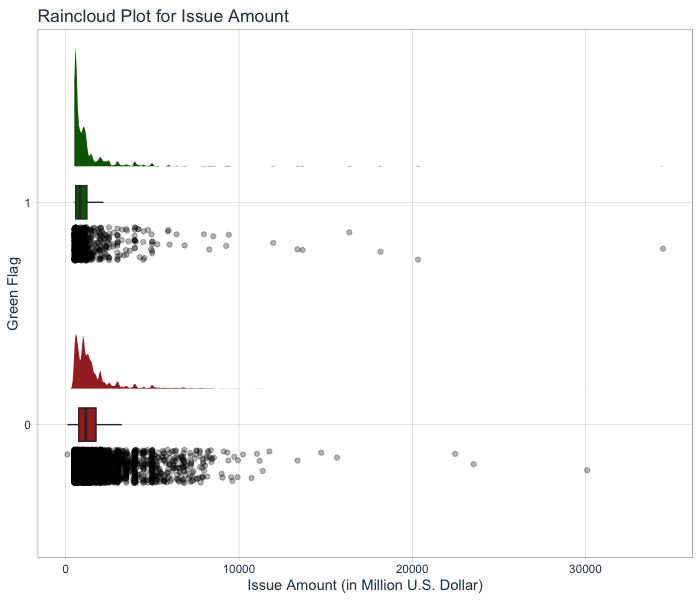 Raincloud Plot for Issue Amount
Green Flag
1
0
0 10000 20000 30000
Issue Amount (in Million U.S. Dollar)